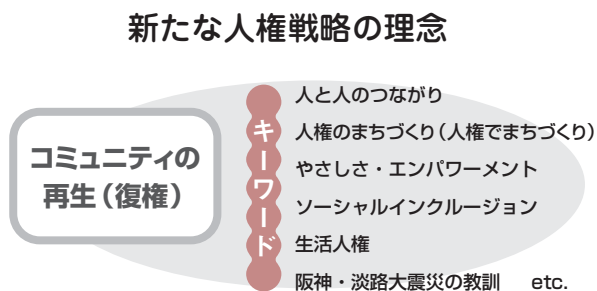 新たな人権戦略の理念
コミュニティの
再生（復権）
キーワード
人と人のつながり
人権のまちづくり（人権でまちづくり）
やさしさ・エンパワーメント
ソーシャルインクルージョン
生活人権
阪神・淡路大震災の教訓　etc.